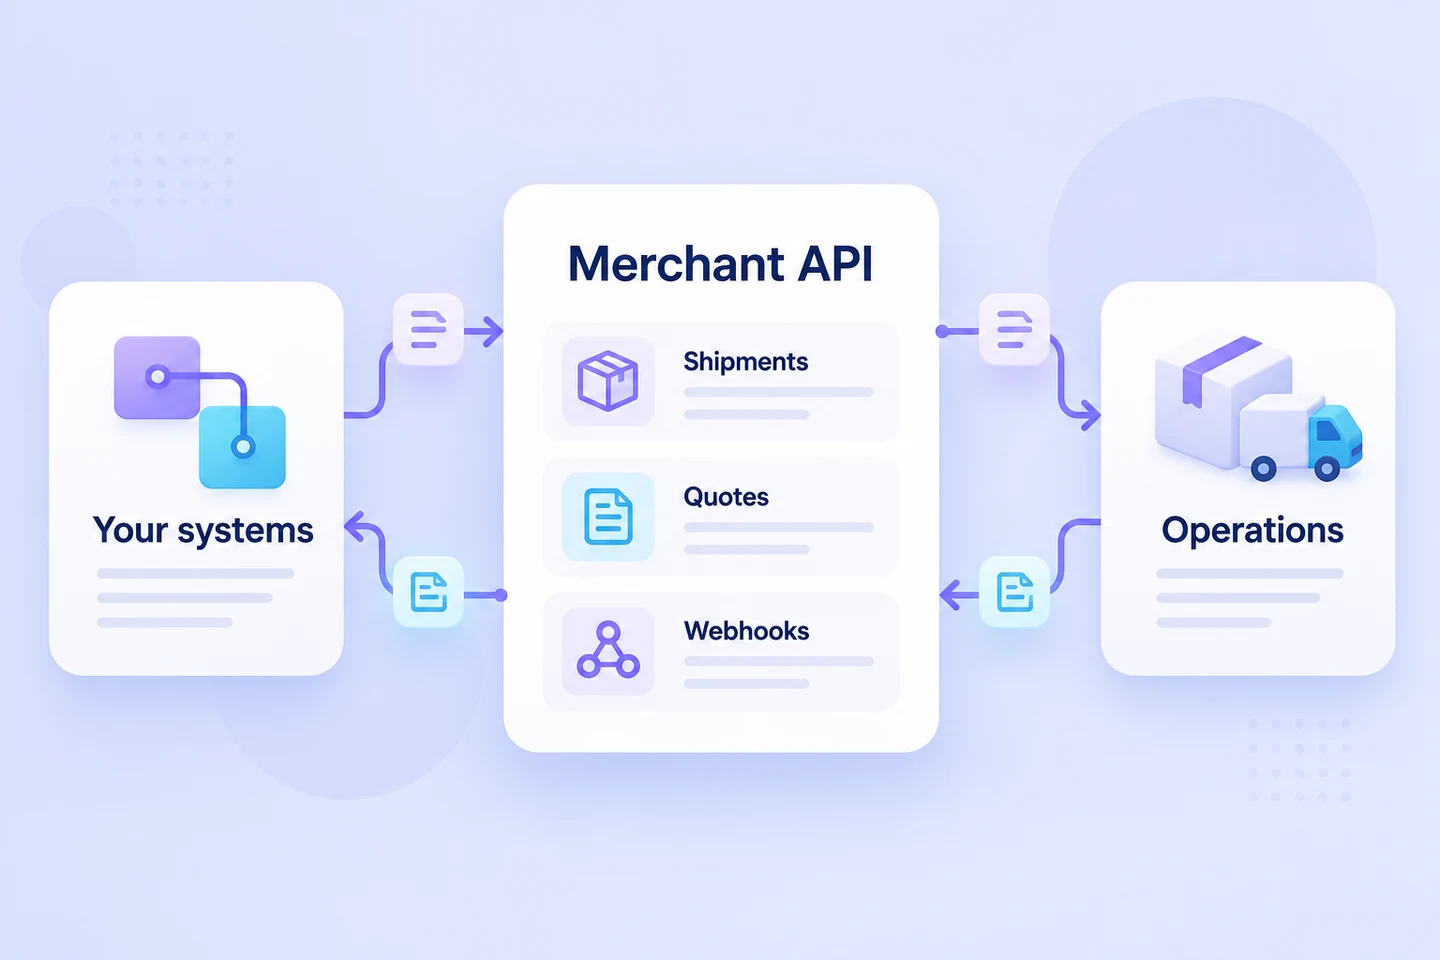 Merchant API
Shipments
Quotes
Webhooks
Your systems
Operations